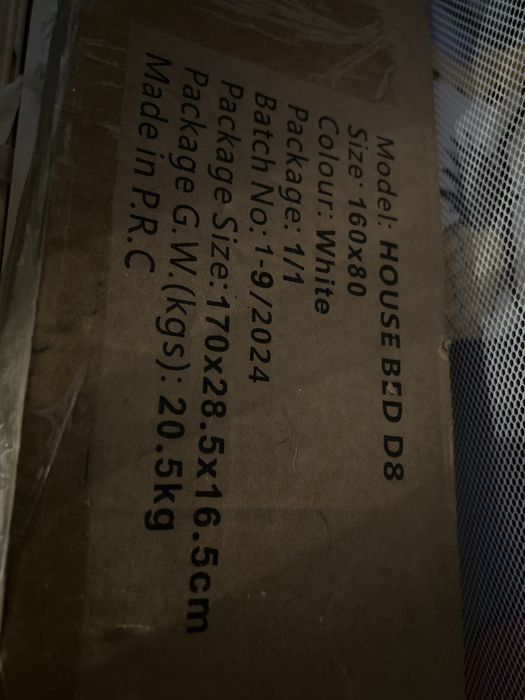 Model: HOUSE BED D8
Size: 160x80
Colour: White
Package: 1/1
Batch No: 1-9/2024
Package Size:170x28.5x16.5cm
Package G.W.(kgs): 20.5kg
Made in P.R.C